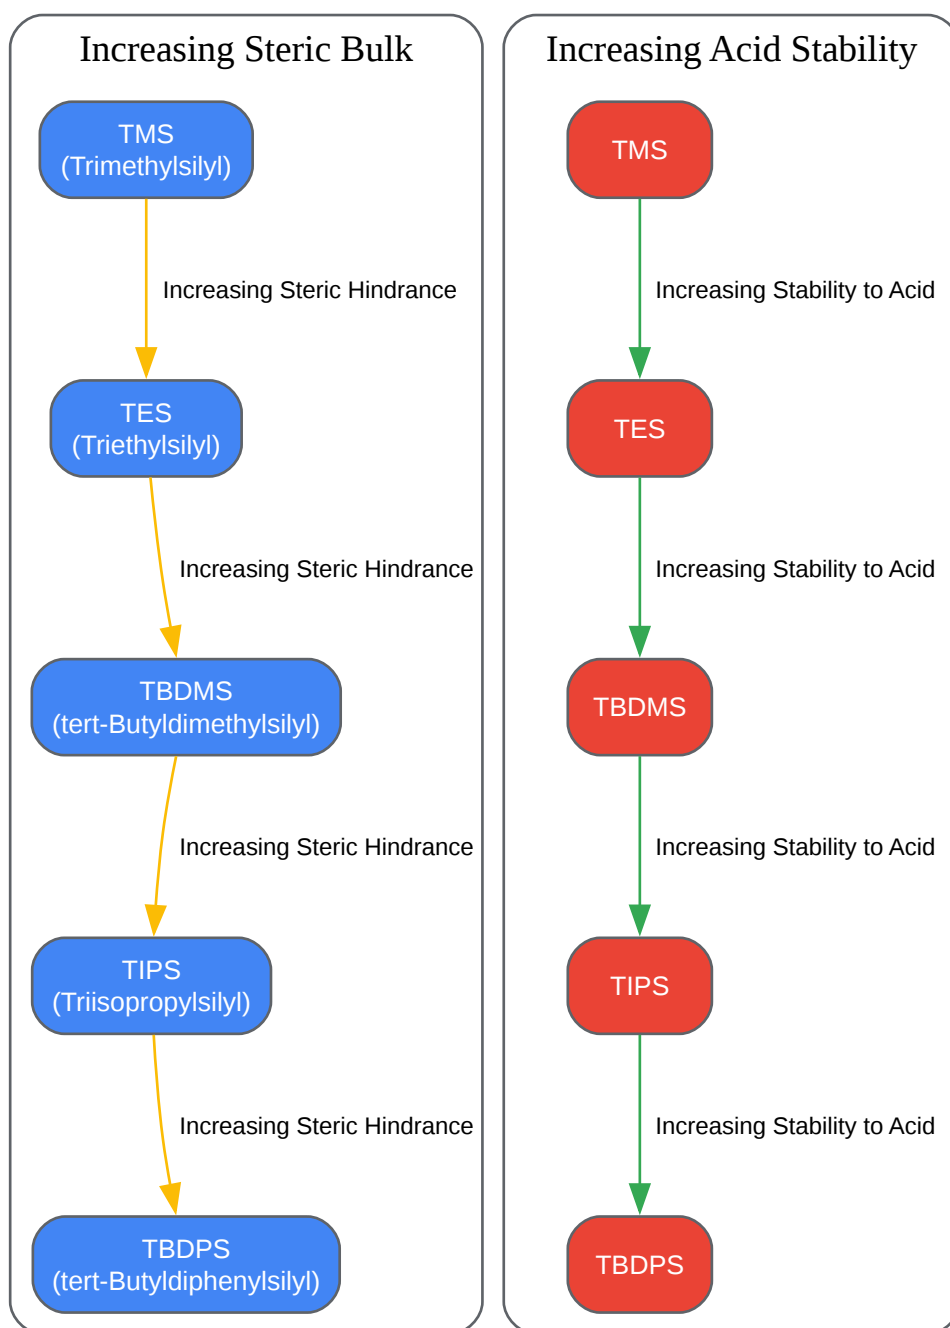 Increasing Steric Bulk
TMS
(Trimethylsilyl)
Increasing Steric Hindrance
TES
(Triethylsilyl)
Increasing Steric Hindrance
TBDMS
(tert-Butyldimethylsilyl)
Increasing Steric Hindrance
TIPS
(Triisopropylsilyl)
Increasing Steric Hindrance
TBDPS
(tert-Butyldiphenylsilyl)
Increasing Acid Stability
TMS
Increasing Stability to Acid
TES
Increasing Stability to Acid
TBDMS
Increasing Stability to Acid
TIPS
Increasing Stability to Acid
TBDPS